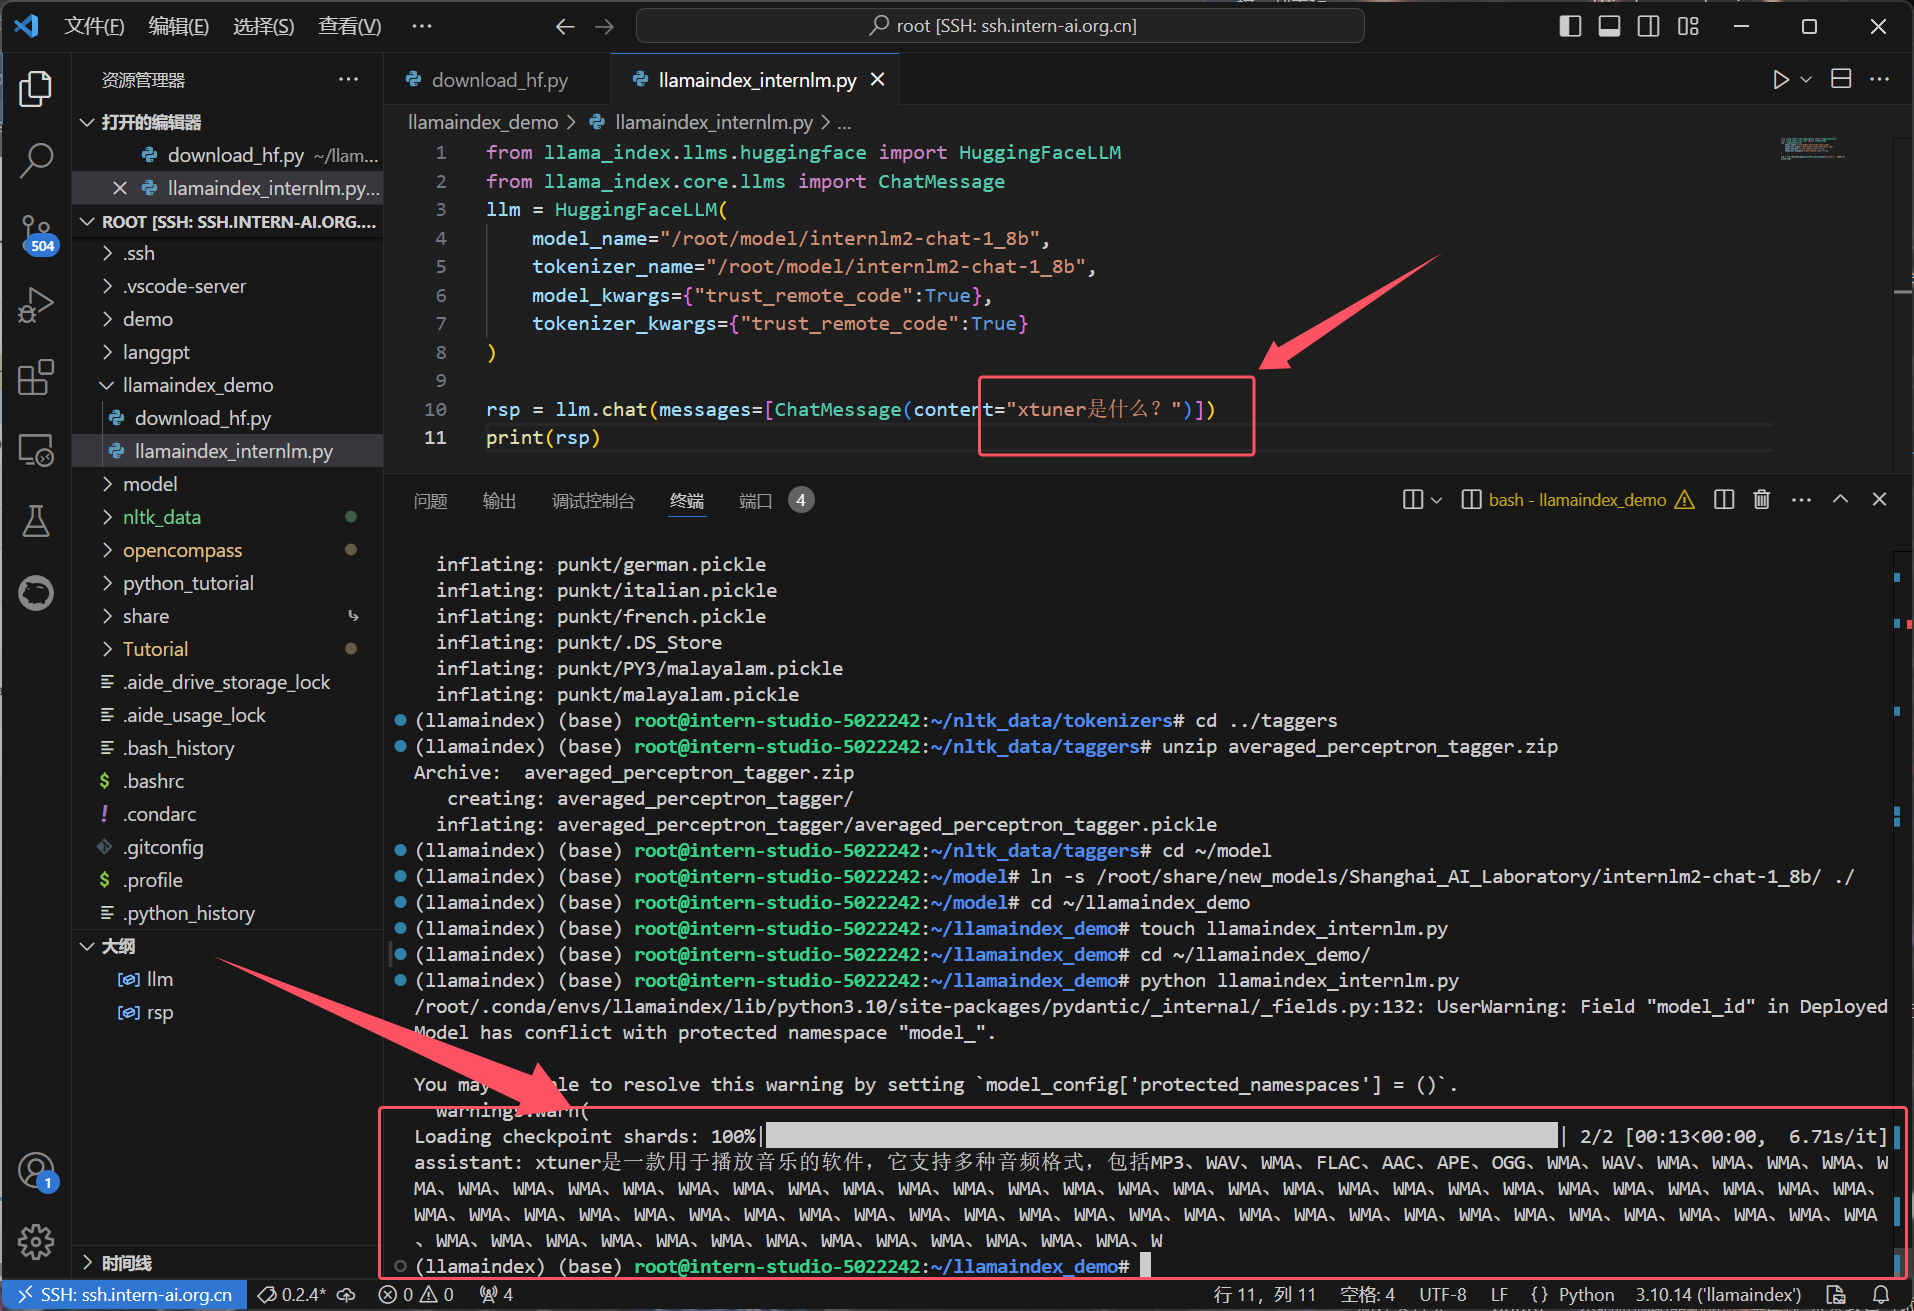 文件(F) 编辑(E) 选择(S) 查看(V) ··· root [SSH: ssh.intern-ai.org.cn]
资源管理器
打开的编辑器
download_hf.py ~/llam...
llamaindex_internlm.py...
ROOT [SSH: SSH.INTERN-AI.ORG....
.ssh
.vscode-server
demo
langgpt
llamaindex_demo
download_hf.py
llamaindex_internlm.py
model
nltk_data
opencompass
python_tutorial
share
Tutorial
.aide_drive_storage_lock
.aide_usage_lock
.bash_history
.bashrc
.condarc
.gitconfig
.profile
.python_history
大纲
llm
rsp
时间线
504
1
download_hf.py llamaindex_internlm.py
llamaindex_demo > llamaindex_internlm.py > ...
1 from llama_index.llms.huggingface import HuggingFaceLLM
2 from llama_index.core.llms import ChatMessage
3 llm = HuggingFaceLLM(
4 model_name="/root/model/internlm2-chat-1_8b",
5 tokenizer_name="/root/model/internlm2-chat-1_8b",
6 model_kwargs={"trust_remote_code":True},
7 tokenizer_kwargs={"trust_remote_code":True}
8 )
9
10 rsp = llm.chat(messages=[ChatMessage(content="xtuner是什么？")])
11 print(rsp)
问题 输出 调试控制台 终端 端口 4 bash - llamaindex_demo
inflating: punkt/german.pickle
inflating: punkt/italian.pickle
inflating: punkt/french.pickle
inflating: punkt/.DS_Store
inflating: punkt/PY3/malayalam.pickle
inflating: punkt/malayalam.pickle
(llamaindex) (base) root@intern-studio-5022242:~/nltk_data/tokenizers# cd ../taggers
(llamaindex) (base) root@intern-studio-5022242:~/nltk_data/taggers# unzip averaged_perceptron_tagger.zip
Archive:  averaged_perceptron_tagger.zip
creating: averaged_perceptron_tagger/
inflating: averaged_perceptron_tagger/averaged_perceptron_tagger.pickle
(llamaindex) (base) root@intern-studio-5022242:~/nltk_data/taggers# cd ~/model
(llamaindex) (base) root@intern-studio-5022242:~/model# ln -s /root/share/new_models/Shanghai_AI_Laboratory/internlm2-chat-1_8b/ ./
(llamaindex) (base) root@intern-studio-5022242:~/model# cd ~/llamaindex_demo
(llamaindex) (base) root@intern-studio-5022242:~/llamaindex_demo# touch llamaindex_internlm.py
(llamaindex) (base) root@intern-studio-5022242:~/llamaindex_demo# cd ~/llamaindex_demo/
(llamaindex) (base) root@intern-studio-5022242:~/llamaindex_demo# python llamaindex_internlm.py
/root/.conda/envs/llamaindex/lib/python3.10/site-packages/pydantic/_internal/_fields.py:132: UserWarning: Field "model_id" in Deployed
Model has conflict with protected namespace "model_".
You may le to resolve this warning by setting `model_config['protected_namespaces'] = ()`.
warnings.warn(
Loading checkpoint shards: 100%| | 2/2 [00:13<00:00,  6.71s/it]
assistant: xtuner是一款用于播放音乐的软件，它支持多种音频格式，包括MP3、WAV、WMA、FLAC、AAC、APE、OGG、WMA、WAV、WMA、WMA、WMA、WMA、W
MA、WMA、WMA、WMA、WMA、WMA、WMA、WMA、WMA、WMA、WMA、WMA、WMA、WMA、WMA、WMA、WMA、WMA、WMA、WMA、WMA、WMA、WMA、WMA、WMA、WMA、
WMA、WMA、WMA、WMA、WMA、WMA、WMA、WMA、WMA、WMA、WMA、WMA、WMA、WMA、WMA、WMA、WMA、WMA、WMA、WMA、WMA、WMA、WMA、WMA、WMA、WMA、WMA
、WMA、WMA、WMA、WMA、WMA、WMA、WMA、WMA、WMA、WMA、WMA、WMA、WMA、W
(llamaindex) (base) root@intern-studio-5022242:~/llamaindex_demo#
SSH: ssh.intern-ai.org.cn 0.2.4* 0 0 4 行 11，列 11 空格: 4 UTF-8 LF {} Python 3.10.14 ('llamaindex')